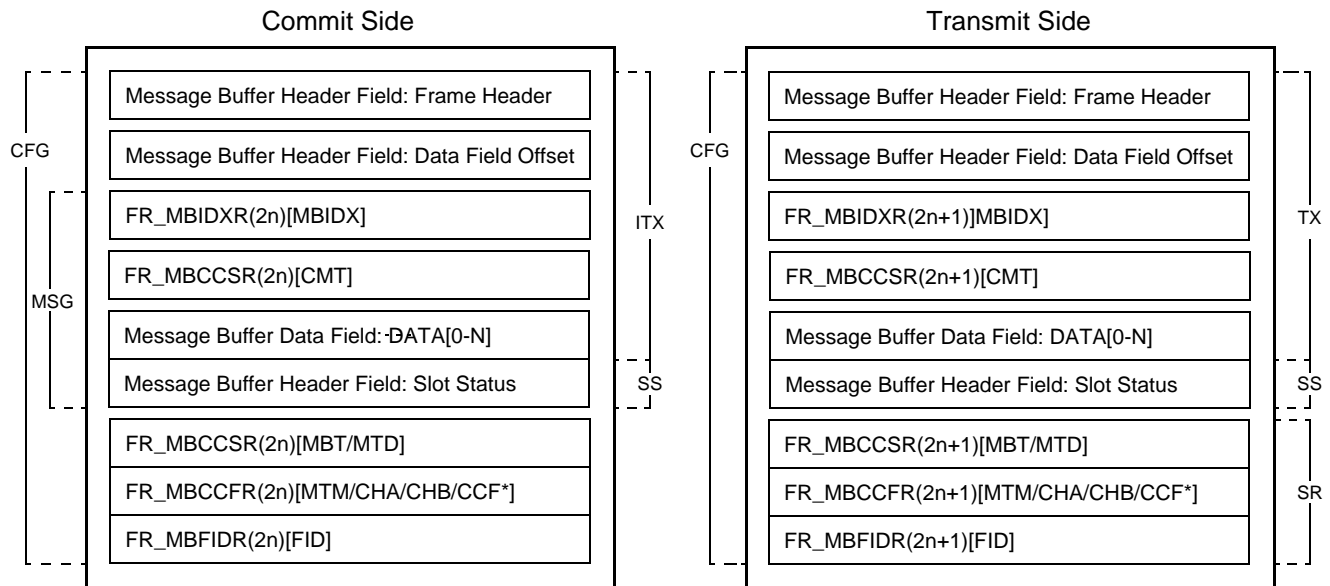 Commit Side
Message Buffer Header Field: Frame Header
Message Buffer Header Field: Data Field Offset
FR_MBIDXR(2n)[MBIDX]
FR_MBCCSR(2n)[CMT]
Message Buffer Data Field: DATA[0-N]
Message Buffer Header Field: Slot Status
FR_MBCCSR(2n)[MBT/MTD]
FR_MBCCFR(2n)[MTM/CHA/CHB/CCF*]
FR_MBFIDR(2n)[FID]
CFG
MSG
ITX
SS
Transmit Side
Message Buffer Header Field: Frame Header
Message Buffer Header Field: Data Field Offset
FR_MBIDXR(2n+1)]MBIDX]
FR_MBCCSR(2n+1)[CMT]
Message Buffer Data Field: DATA[0-N]
Message Buffer Header Field: Slot Status
FR_MBCCSR(2n+1)[MBT/MTD]
FR_MBCCFR(2n+1)[MTM/CHA/CHB/CCF*]
FR_MBFIDR(2n+1)[FID]
CFG
TX
SS
SR